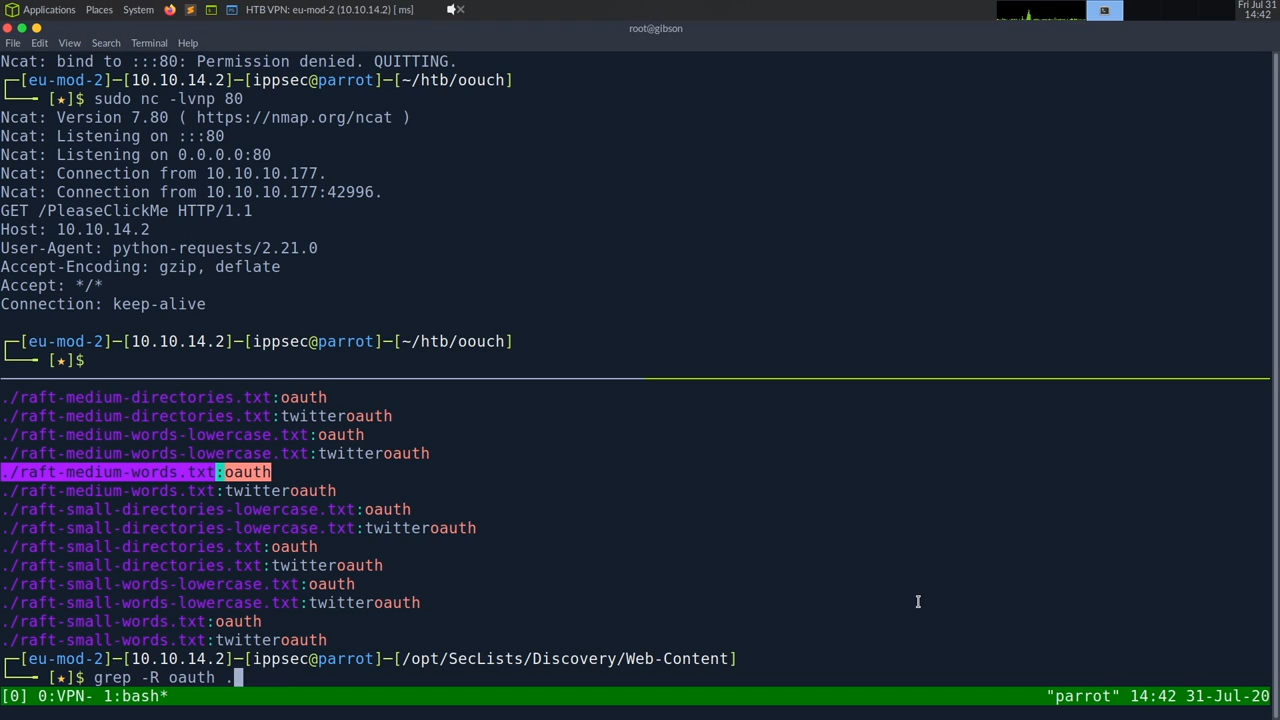 Applications Places System HTB VPN: eu-mod-2 (10.10.14.2) [ ms]
Fri Jul 31
14:42
root@gibson
File Edit View Search Terminal Help
Ncat: bind to :::80: Permission denied. QUITTING.
┌─[eu-mod-2]─[10.10.14.2]─[ippsec@parrot]─[~/htb/oouch]
└──╼ [★]$ sudo nc -lvnp 80
Ncat: Version 7.80 ( https://nmap.org/ncat )
Ncat: Listening on :::80
Ncat: Listening on 0.0.0.0:80
Ncat: Connection from 10.10.10.177.
Ncat: Connection from 10.10.10.177:42996.
GET /PleaseClickMe HTTP/1.1
Host: 10.10.14.2
User-Agent: python-requests/2.21.0
Accept-Encoding: gzip, deflate
Accept: */*
Connection: keep-alive
┌─[eu-mod-2]─[10.10.14.2]─[ippsec@parrot]─[~/htb/oouch]
└──╼ [★]$
./raft-medium-directories.txt:oauth
./raft-medium-directories.txt:twitteroauth
./raft-medium-words-lowercase.txt:oauth
./raft-medium-words-lowercase.txt:twitteroauth
./raft-medium-words.txt:oauth
./raft-medium-words.txt:twitteroauth
./raft-small-directories-lowercase.txt:oauth
./raft-small-directories-lowercase.txt:twitteroauth
./raft-small-directories.txt:oauth
./raft-small-directories.txt:twitteroauth
./raft-small-words-lowercase.txt:oauth
./raft-small-words-lowercase.txt:twitteroauth
./raft-small-words.txt:oauth
./raft-small-words.txt:twitteroauth
┌─[eu-mod-2]─[10.10.14.2]─[ippsec@parrot]─[/opt/SecLists/Discovery/Web-Content]
└──╼ [★]$ grep -R oauth .
[0] 0:VPN- 1:bash* "parrot" 14:42 31-Jul-20